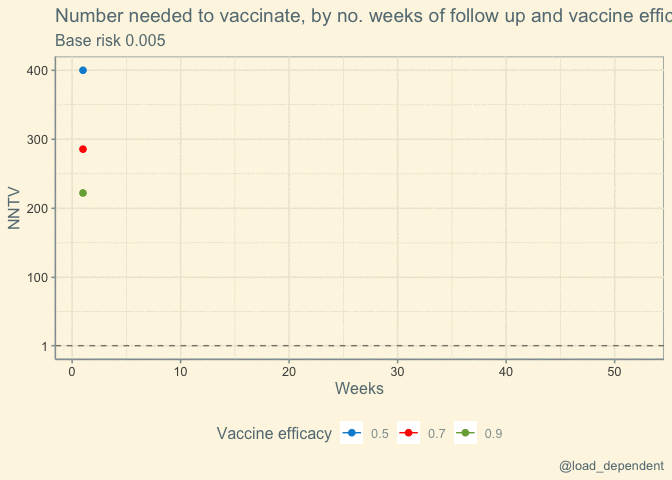 Number needed to vaccinate, by no. weeks of follow up and vaccine effic
Base risk 0.005
400
300
200
100
1
NNTV
0 10 20 30 40 50
Weeks
Vaccine efficacy 0.5 0.7 0.9
@load_dependent